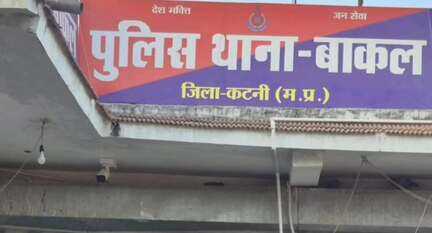 देश भक्ति जन सेवा
पुलिस थाना-बाकल
जिला-कटनी (म.प्र.)